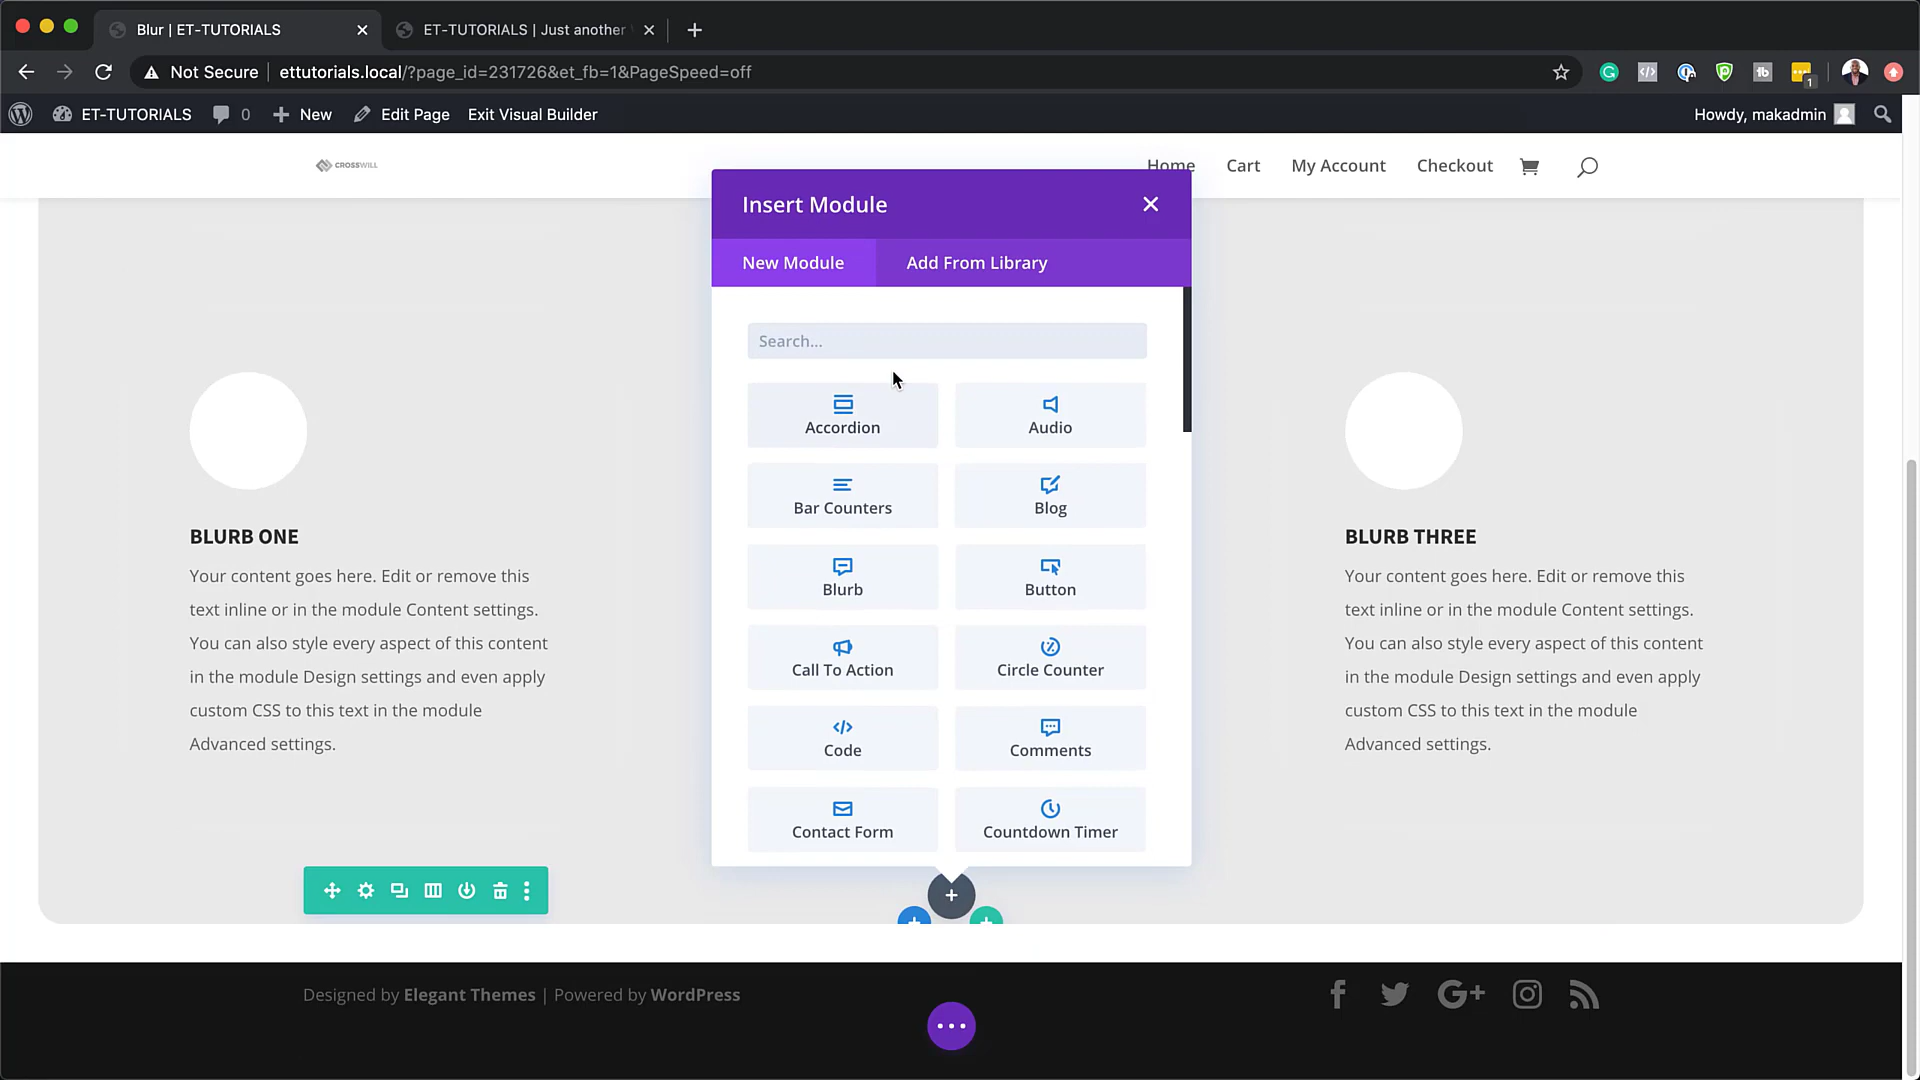 Blur | ET-TUTORIALS
ET-TUTORIALS | Just another
Not Secure
ettutorials.local/?page_id=231726&et_fb=1&PageSpeed=off
1
ET-TUTORIALS
0
New
Edit Page
Exit Visual Builder
Howdy, makadmin
CROSSWILL
Home
Cart
My Account
Checkout
Insert Module
New Module
Add From Library
Search...
Accordion
Audio
Bar Counters
Blog
Blurb
Button
Call To Action
Circle Counter
Code
Comments
Contact Form
Countdown Timer
BLURB ONE
Your content goes here. Edit or remove this
text inline or in the module Content settings.
You can also style every aspect of this content
in the module Design settings and even apply
custom CSS to this text in the module
Advanced settings.
BLURB THREE
Your content goes here. Edit or remove this
text inline or in the module Content settings.
You can also style every aspect of this content
in the module Design settings and even apply
custom CSS to this text in the module
Advanced settings.
Designed by Elegant Themes | Powered by WordPress